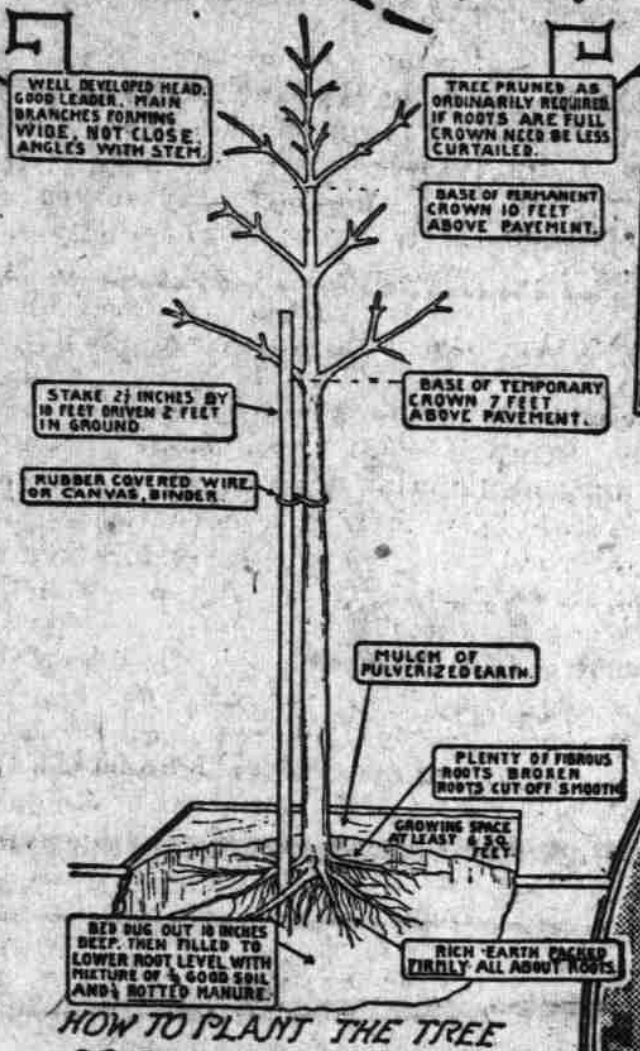 WELL DEVELOPED HEAD.
GOOD LEADER. MAIN
BRANCHES FORMING
WIDE, NOT CLOSE
ANGLES WITH STEM.
TREE PRUNED AS
ORDINARILY REQUIRED.
IF ROOTS ARE FULL
CROWN NEED BE LESS
CURTAILED.
BASE OF PERMANENT
CROWN 10 FEET
ABOVE PAVEMENT.
STAKE 2½ INCHES BY
10 FEET DRIVEN 2 FEET
IN GROUND
BASE OF TEMPORARY
CROWN 7 FEET
ABOVE PAVEMENT.
RUBBER COVERED WIRE
OR CANVAS, BINDER.
MULCH OF
PULVERIZED EARTH.
PLENTY OF FIBROUS
ROOTS BROKEN
ROOTS CUT OFF SMOOTH
GROWING SPACE
AT LEAST 6 SQ.
FEET.
BED DUG OUT 18 INCHES
DEEP. THEN FILLED TO
LOWER ROOT LEVEL WITH
MIXTURE OF GOOD SOIL
AND ROTTED MANURE.
RICH EARTH PACKED
FIRMLY ALL ABOUT ROOTS.
HOW TO PLANT THE TREE